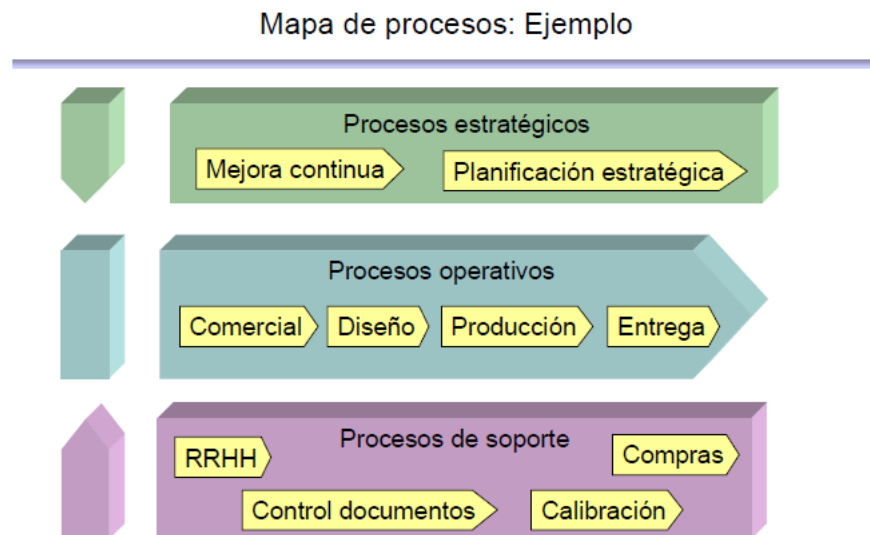 Mapa de procesos: Ejemplo
Procesos estratégicos
Mejora continua
Planificación estratégica
Procesos operativos
Comercial
Diseño
Producción
Entrega
Procesos de soporte
RRHH
Compras
Control documentos
Calibración